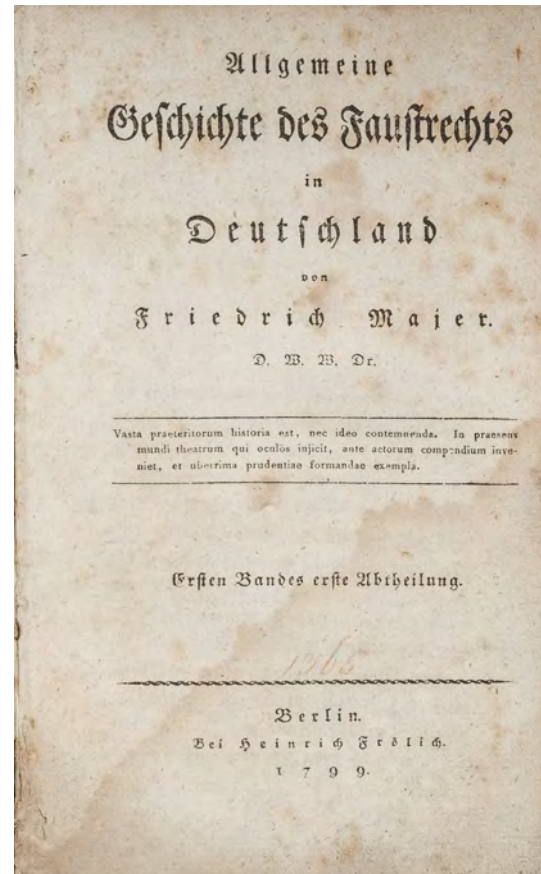 Allgemeine
Geſchichte des Fauſtrechts
in
Deutſchland
von
Friedrich Majer.
D. W. W. Dr.
Vasta praeteritorum historia est, nec ideo contemnenda. In praesens
mundi theatrum qui oculos injicit, ante actorum compendium inve-
niet, et uberrima prudentiae formandae exempla.
Erſten Bandes erſte Abtheilung.
1365
Berlin.
Bei Heinrich Frölich.
1799.